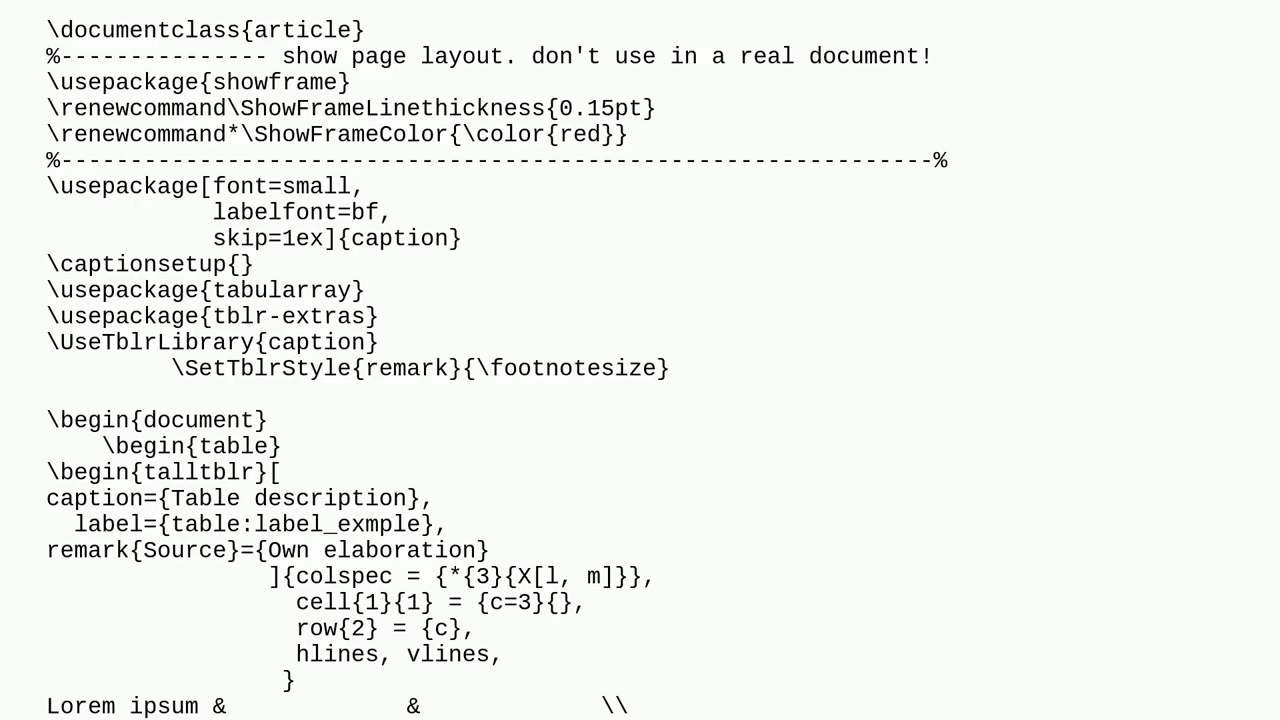 \documentclass{article}
%--------------- show page layout. don't use in a real document!
\usepackage{showframe}
\renewcommand\ShowFrameLinethickness{0.15pt}
\renewcommand*\ShowFrameColor{\color{red}}
%---------------------------------------------------------------%
\usepackage[font=small,
            labelfont=bf,
            skip=1ex]{caption}
\captionsetup{}
\usepackage{tabularray}
\usepackage{tblr-extras}
\UseTblrLibrary{caption}
         \SetTblrStyle{remark}{\footnotesize}

\begin{document}
    \begin{table}
\begin{talltblr}[
caption={Table description},
  label={table:label_exmple},
remark{Source}={Own elaboration}
                ]{colspec = {*{3}{X[l, m]}},
                  cell{1}{1} = {c=3}{},
                  row{2} = {c},
                  hlines, vlines,
                 }
Lorem ipsum &             &             \\